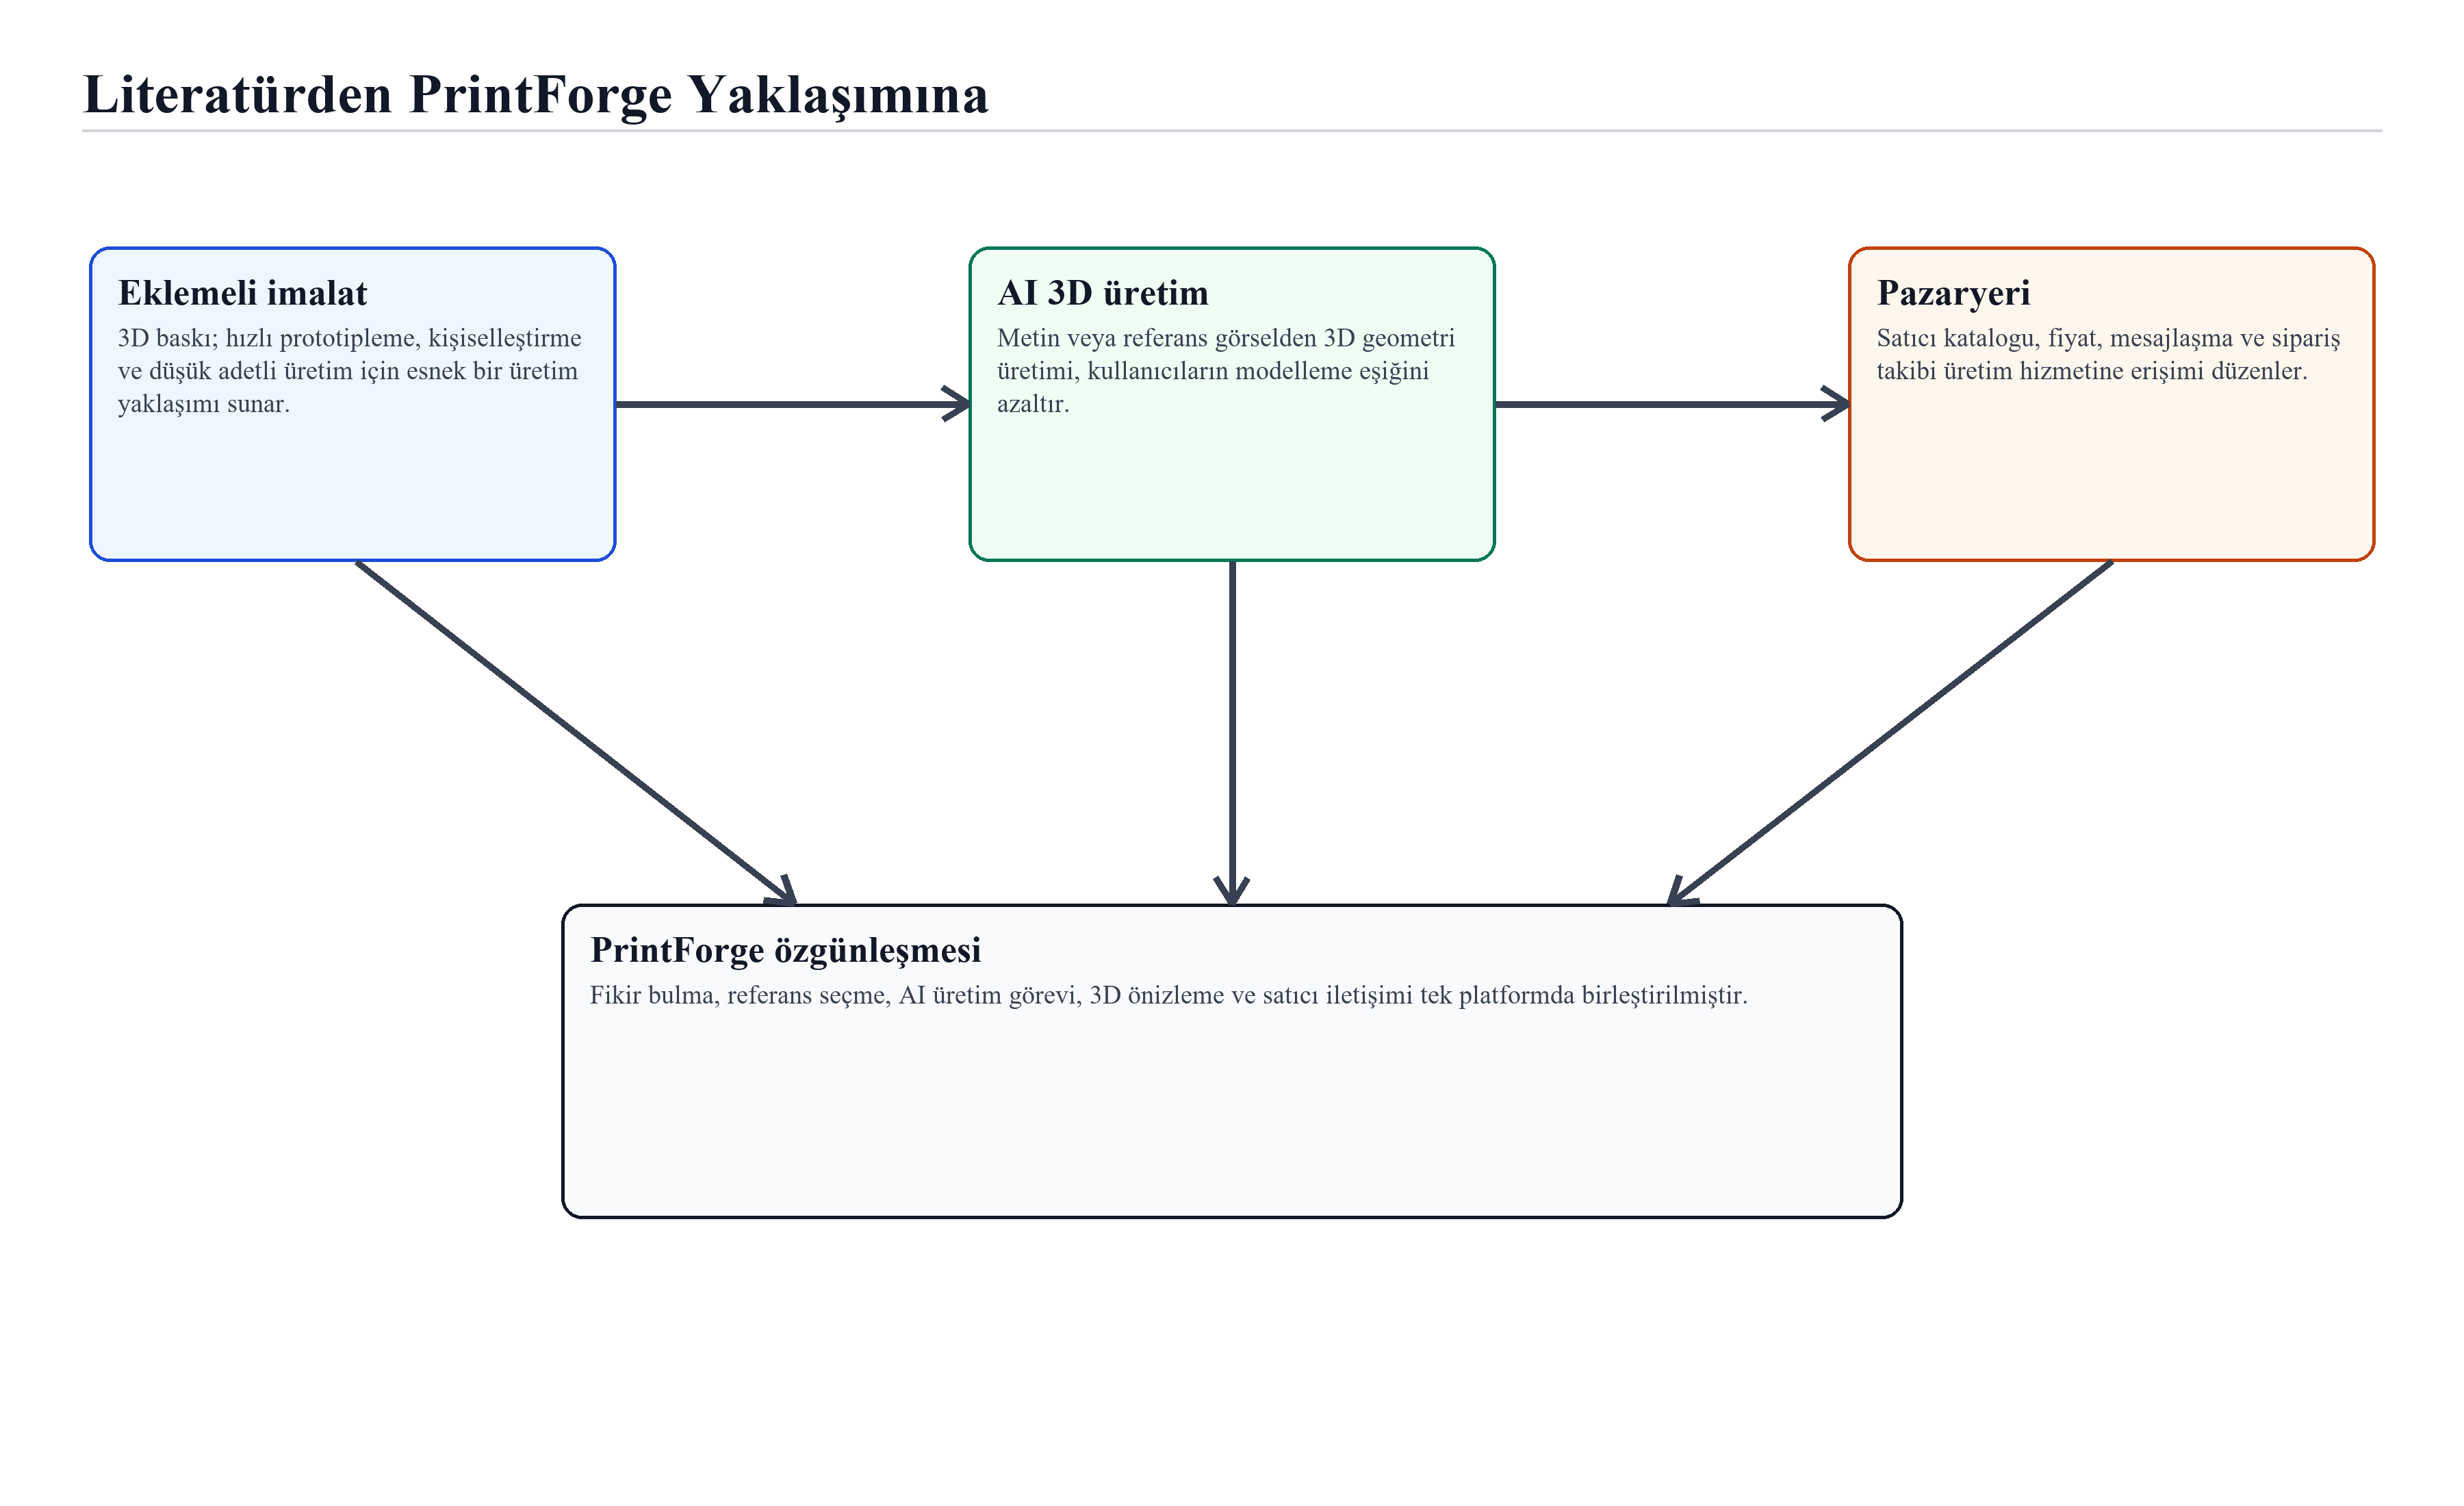 Literatürden PrintForge Yaklaşımına
Eklemeli imalat
3D baskı; hızlı prototipleme, kişiselleştirme
ve düşük adetli üretim için esnek bir üretim
yaklaşımı sunar.
AI 3D üretim
Metin veya referans görselden 3D geometri
üretimi, kullanıcıların modelleme eşiğini
azaltır.
Pazaryeri
Satıcı katalogu, fiyat, mesajlaşma ve sipariş
takibi üretim hizmetine erişimi düzenler.
PrintForge özgünleşmesi
Fikir bulma, referans seçme, AI üretim görevi, 3D önizleme ve satıcı iletişimi tek platformda birleştirilmiştir.